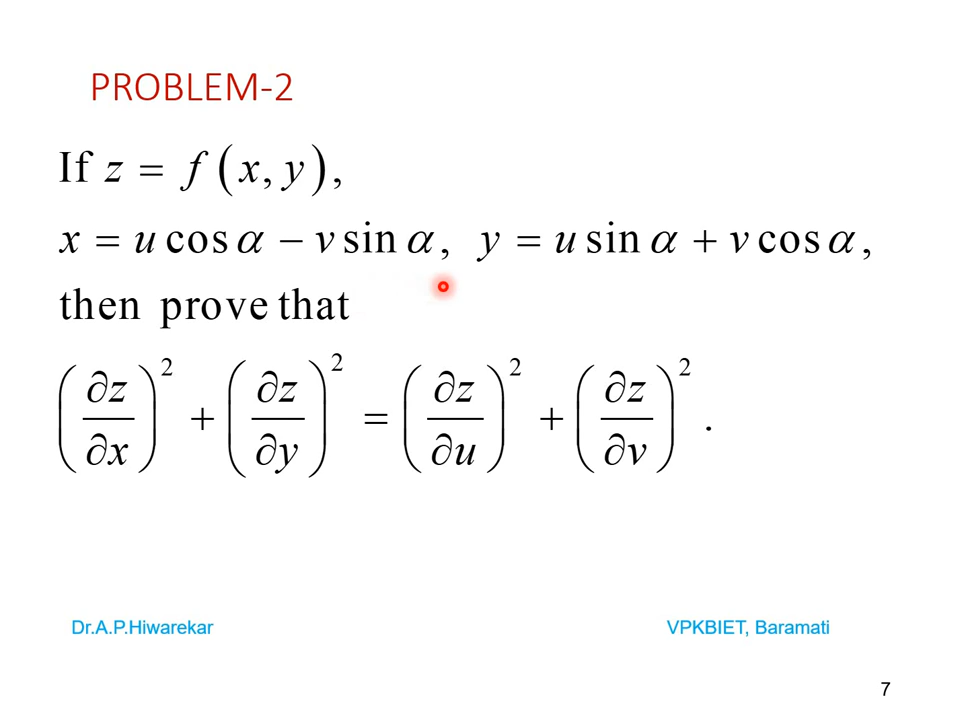 PROBLEM-2
If z = f (x, y),
x = u cos α − v sin α, y = u sin α + v cos α,
then prove that
(∂z/∂x)² + (∂z/∂y)² = (∂z/∂u)² + (∂z/∂v)².
Dr.A.P.Hiwarekar VPKBIET, Baramati
7